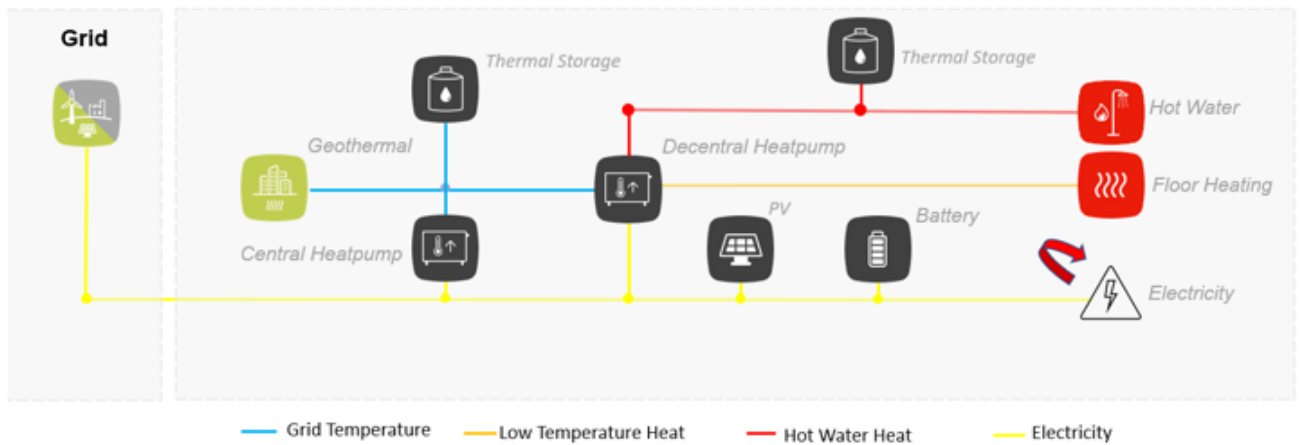 Grid
Thermal Storage
Thermal Storage
Hot Water
Geothermal
Decentral Heatpump
Floor Heating
PV
Battery
Central Heatpump
Electricity
Grid Temperature
Low Temperature Heat
Hot Water Heat
Electricity